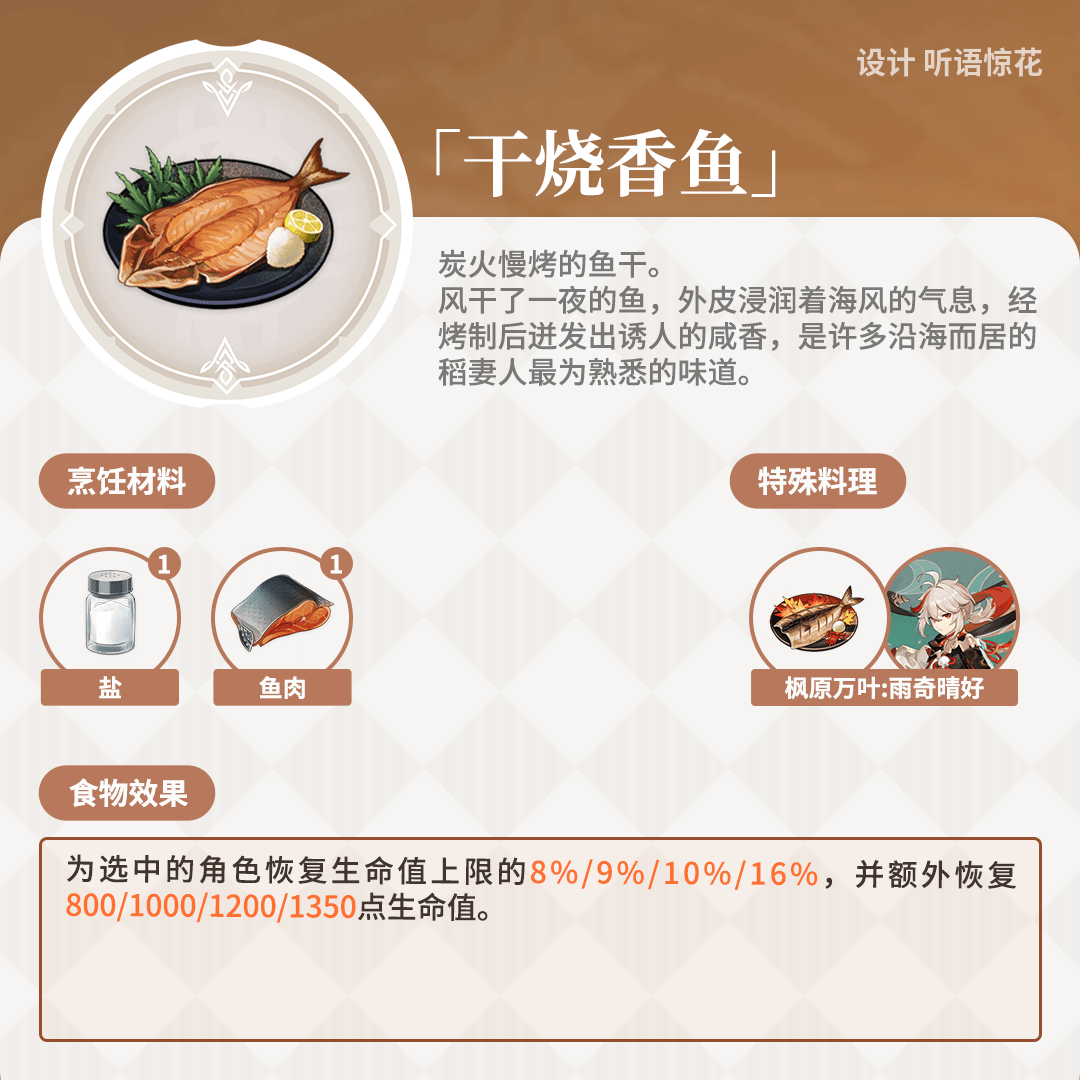 设计 听语惊花
「干烧香鱼」
炭火慢烤的鱼干。
风干了一夜的鱼，外皮浸润着海风的气息，经
烤制后迸发出诱人的咸香，是许多沿海而居的
稻妻人最为熟悉的味道。
烹饪材料
特殊料理
1
1
盐
鱼肉
枫原万叶:雨奇晴好
食物效果
为选中的角色恢复生命值上限的8%/9%/10%/16%，并额外恢复
800/1000/1200/1350点生命值。